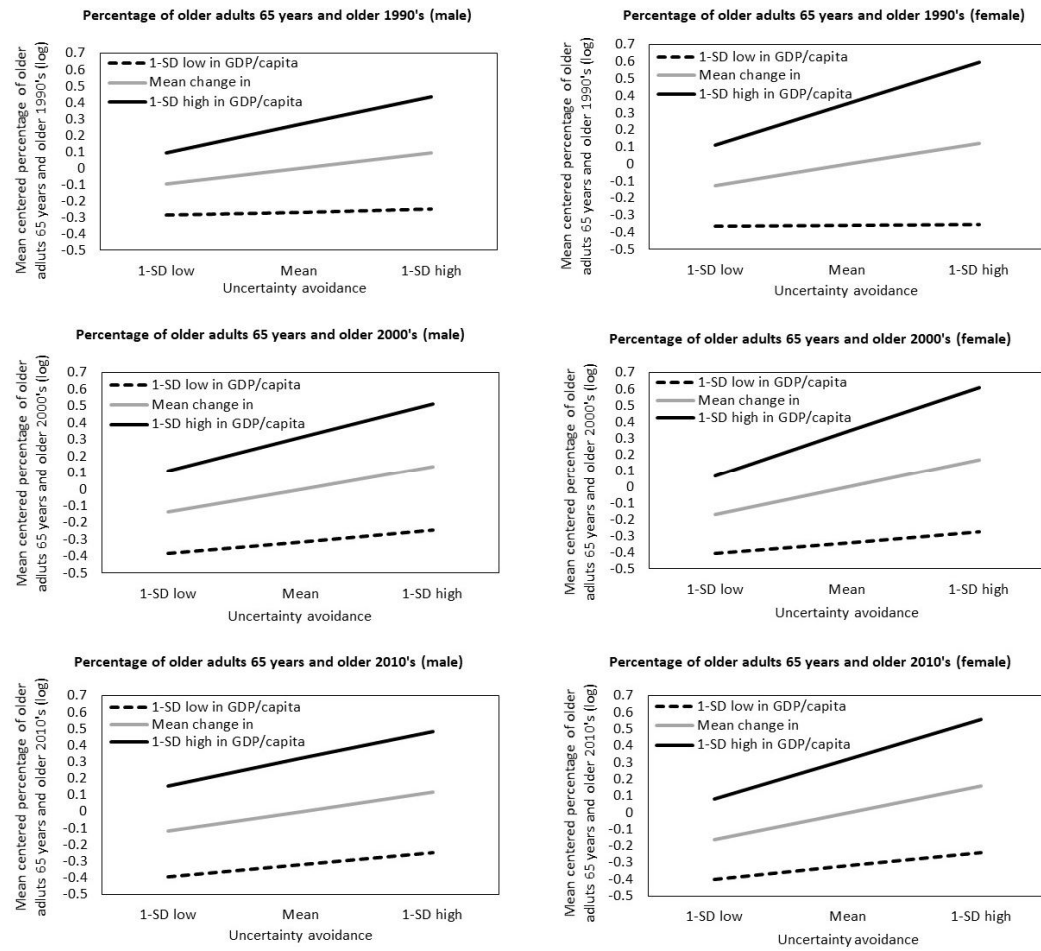 Percentage of older adults 65 years and older 1990's (male)
Mean centered percentage of older
adluts 65 years and older 1990's (log)
0.7
0.6
0.5
0.4
0.3
0.2
0.1
0
-0.1
-0.2
-0.3
-0.4
-0.5
1-SD low in GDP/capita
Mean change in
1-SD high in GDP/capita
1-SD low Mean 1-SD high
Uncertainty avoidance
Percentage of older adults 65 years and older 1990's (female)
Mean centered percentage of older
adluts 65 years and older 1990's (log)
0.7
0.6
0.5
0.4
0.3
0.2
0.1
0
-0.1
-0.2
-0.3
-0.4
-0.5
1-SD low in GDP/capita
Mean change in
1-SD high in GDP/capita
1-SD low Mean 1-SD high
Uncertainty avoidance
Percentage of older adults 65 years and older 2000's (male)
Mean centered percentage of older
adluts 65 years and older 2000's (log)
0.7
0.6
0.5
0.4
0.3
0.2
0.1
0
-0.1
-0.2
-0.3
-0.4
-0.5
1-SD low in GDP/capita
Mean change in
1-SD high in GDP/capita
1-SD low Mean 1-SD high
Uncertainty avoidance
Percentage of older adults 65 years and older 2000's (female)
Mean centered percentage of older
adluts 65 years and older 2000's (log)
0.7
0.6
0.5
0.4
0.3
0.2
0.1
0
-0.1
-0.2
-0.3
-0.4
-0.5
1-SD low in GDP/capita
Mean change in
1-SD high in GDP/capita
1-SD low Mean 1-SD high
Uncertainty avoidance
Percentage of older adults 65 years and older 2010's (male)
Mean centered percentage of older
adluts 65 years and older 2010's (log)
0.7
0.6
0.5
0.4
0.3
0.2
0.1
0
-0.1
-0.2
-0.3
-0.4
-0.5
1-SD low in GDP/capita
Mean change in
1-SD high in GDP/capita
1-SD low Mean 1-SD high
Uncertainty avoidance
Percentage of older adults 65 years and older 2010's (female)
Mean centered percentage of older
adluts 65 years and older 2010's (log)
0.7
0.6
0.5
0.4
0.3
0.2
0.1
0
-0.1
-0.2
-0.3
-0.4
-0.5
1-SD low in GDP/capita
Mean change in
1-SD high in GDP/capita
1-SD low Mean 1-SD high
Uncertainty avoidance